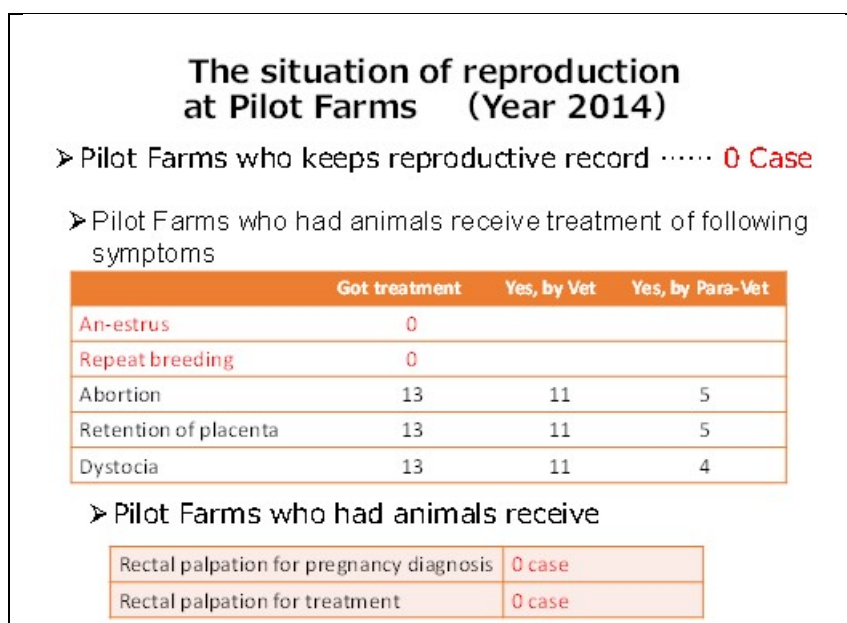 The situation of reproduction
at Pilot Farms (Year 2014)
➢ Pilot Farms who keeps reproductive record ······ 0 Case
➢ Pilot Farms who had animals receive treatment of following
symptoms
Got treatment Yes, by Vet Yes, by Para-Vet
An-estrus 0
Repeat breeding 0
Abortion 13 11 5
Retention of placenta 13 11 5
Dystocia 13 11 4
➢ Pilot Farms who had animals receive
Rectal palpation for pregnancy diagnosis 0 case
Rectal palpation for treatment 0 case